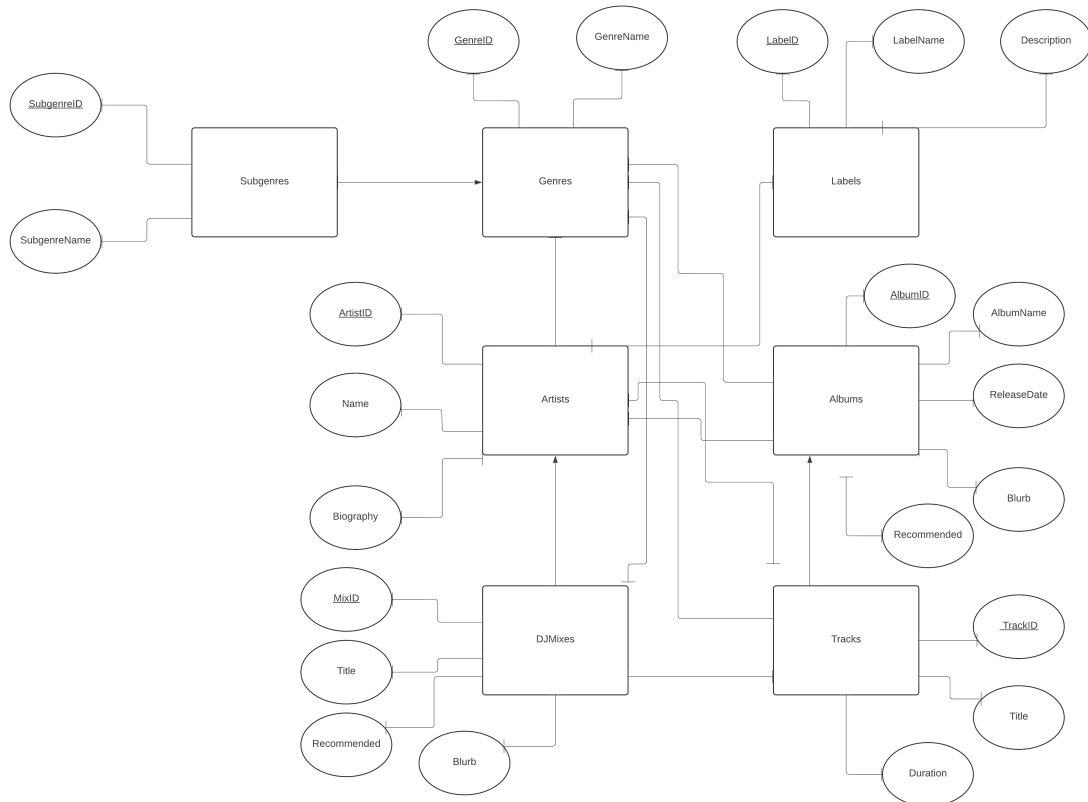 GenreID
GenreName
LabelID
LabelName
Description
SubgenreID
Subgenres
Genres
Labels
SubgenreName
AlbumID
ArtistID
AlbumName
Name
Artists
Albums
ReleaseDate
Biography
Blurb
Recommended
MixID
DJMixes
Tracks
TrackID
Title
Title
Recommended
Blurb
Duration